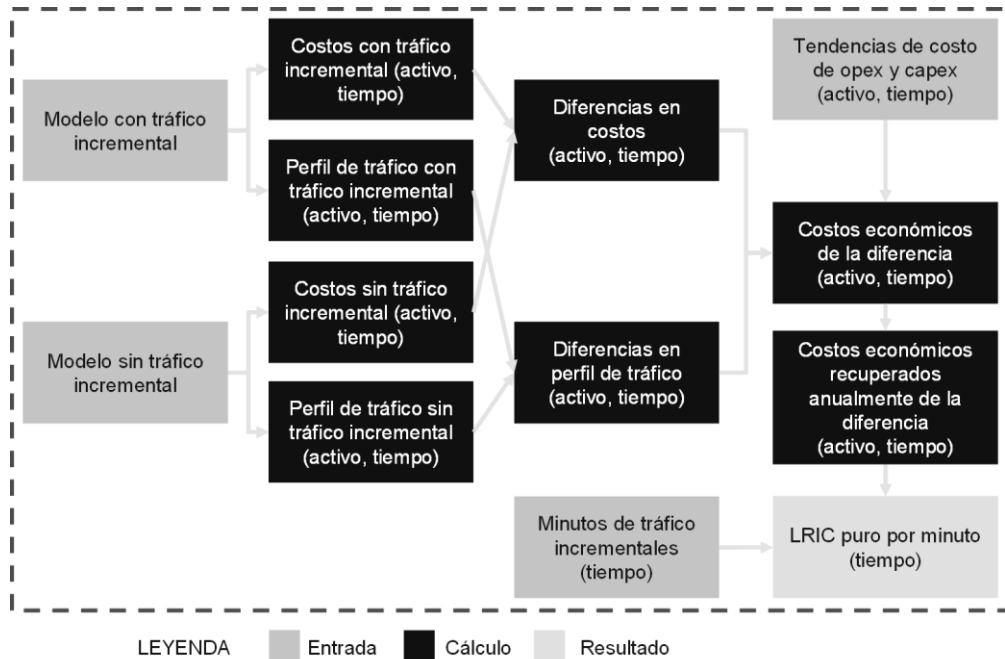 Modelo con tráfico
incremental
Modelo sin tráfico
incremental
Costos con tráfico
incremental (activo,
tiempo)
Perfil de tráfico con
tráfico incremental
(activo, tiempo)
Costos sin tráfico
incremental (activo,
tiempo)
Perfil de tráfico sin
tráfico incremental
(activo, tiempo)
Diferencias en
costos
(activo, tiempo)
Diferencias en
perfil de tráfico
(activo, tiempo)
Minutos de tráfico
incrementales
(tiempo)
Tendencias de costo
de opex y capex
(activo, tiempo)
Costos económicos
de la diferencia
(activo, tiempo)
Costos económicos
recuperados
anualmente de la
diferencia
(activo, tiempo)
LRIC puro por minuto
(tiempo)
LEYENDA
Entrada
Cálculo
Resultado